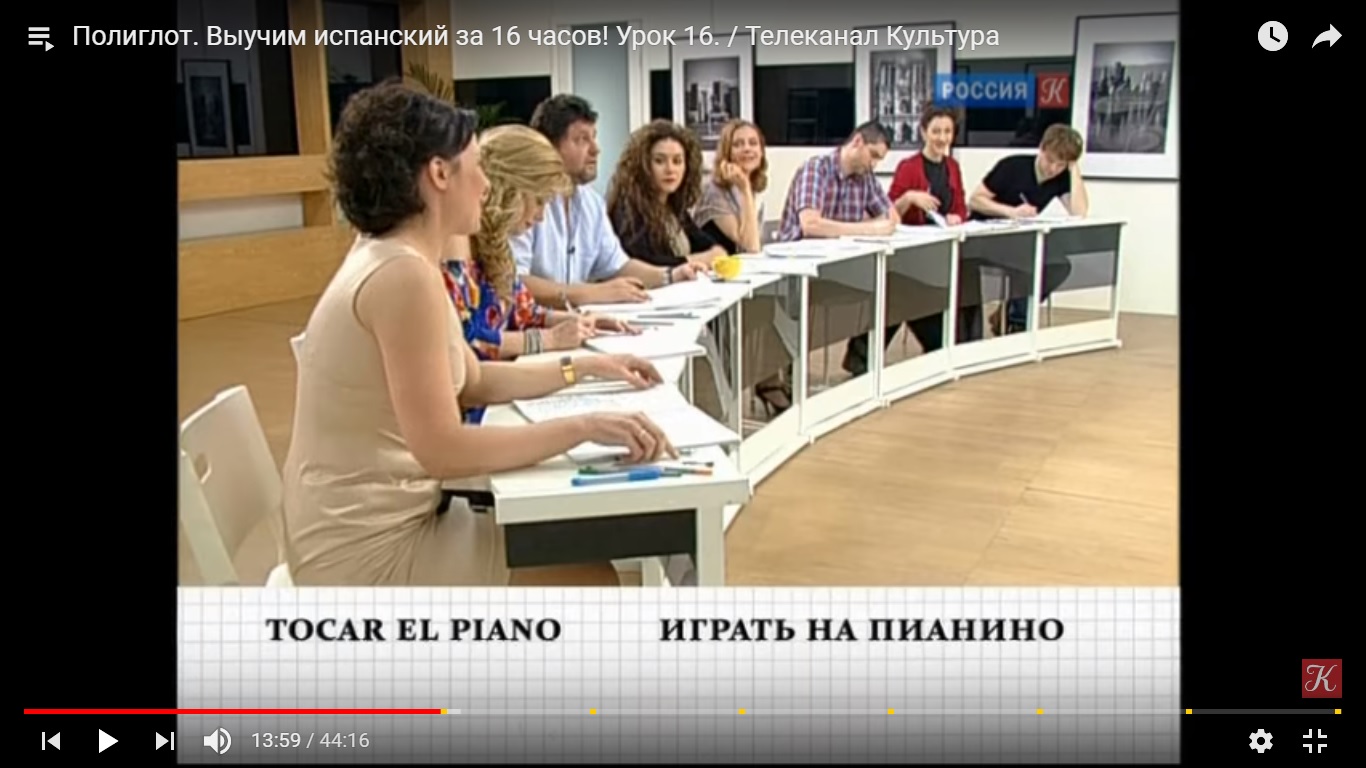 Полиглот. Выучим испанский за 16 часов! Урок 16. / Телеканал Культура
РОССИЯ К
TOCAR EL PIANO ИГРАТЬ НА ПИАНИНО
К
13:59 / 44:16